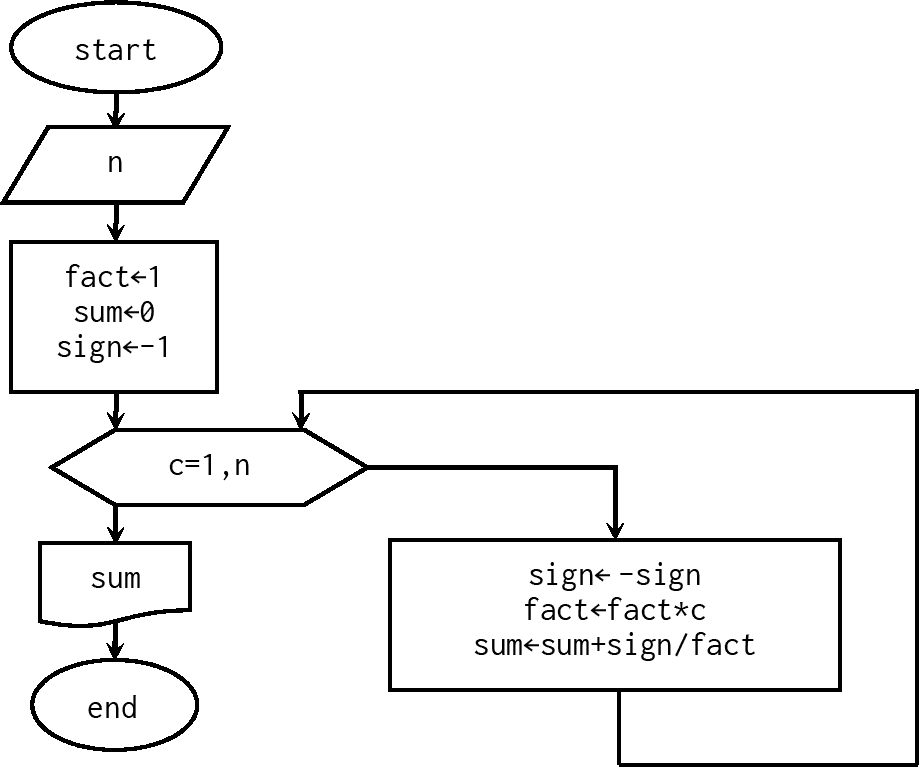 start
n
fact←1
sum←0
sign←-1
c=1,n
sign← -sign
fact←fact*c
sum←sum+sign/fact
sum
end